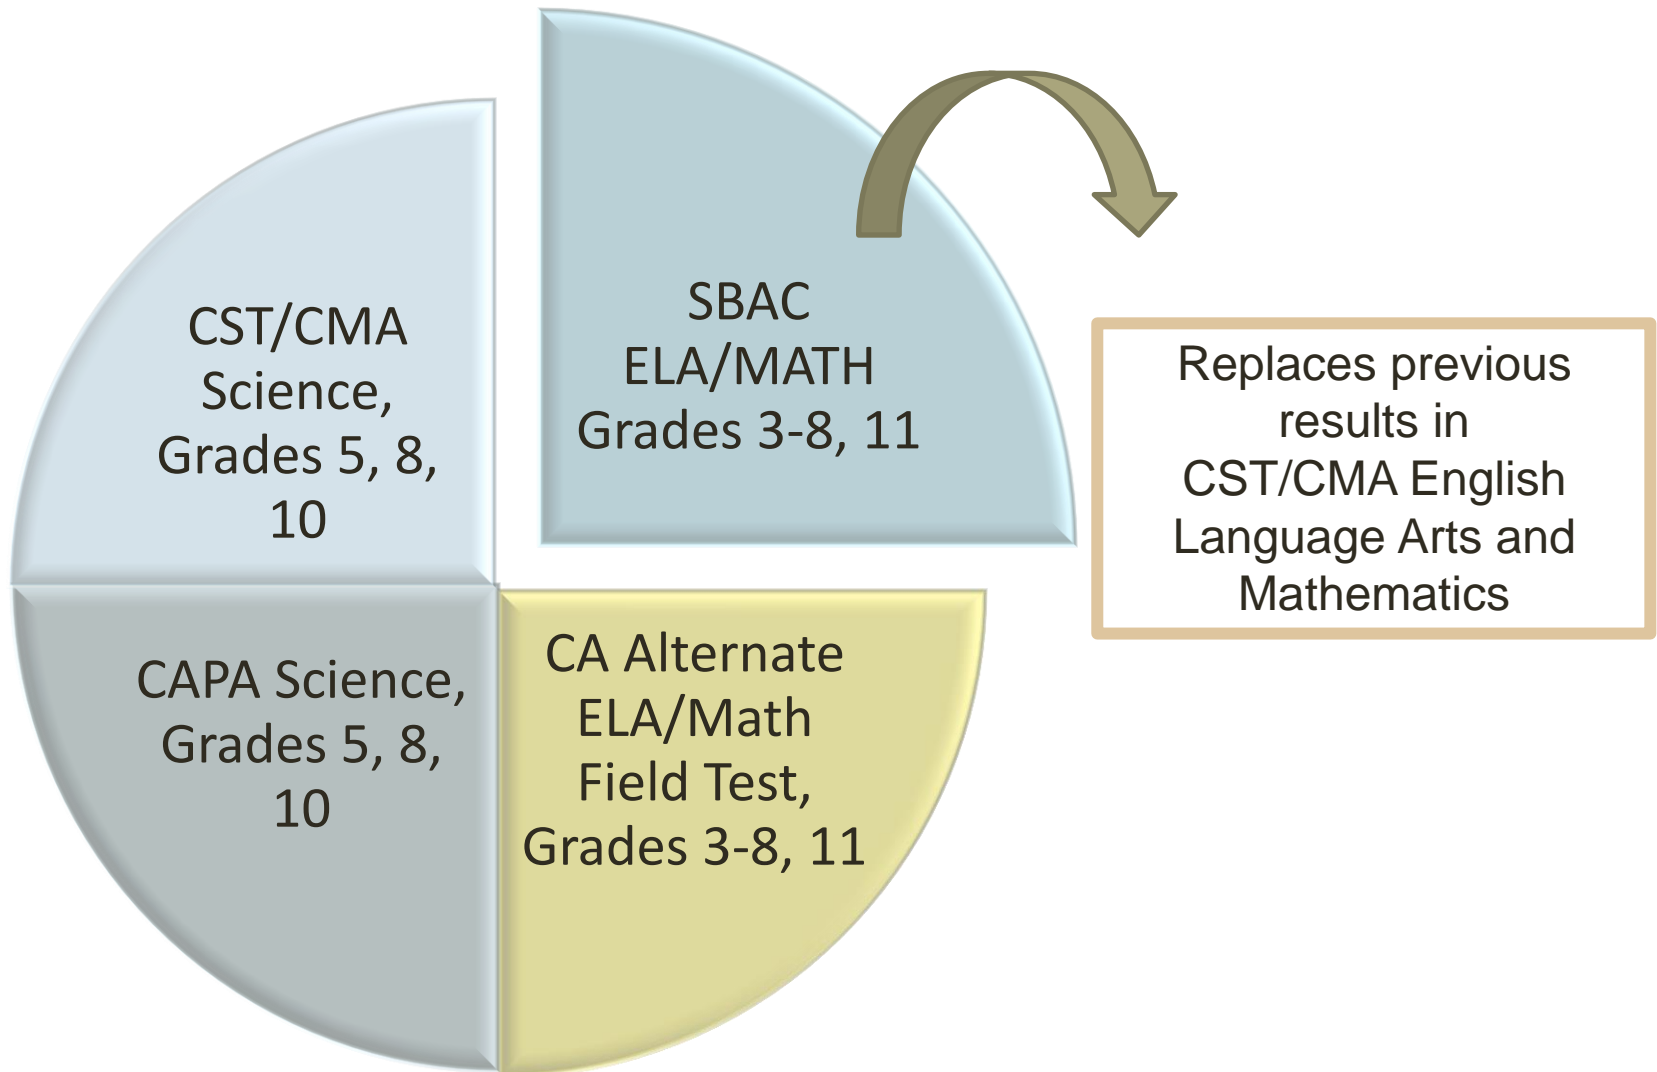 CST/CMA
Science,
Grades 5, 8,
10
SBAC
ELA/MATH
Grades 3-8, 11
Replaces previous
results in
CST/CMA English
Language Arts and
Mathematics
CAPA Science,
Grades 5, 8,
10
CA Alternate
ELA/Math
Field Test,
Grades 3-8, 11